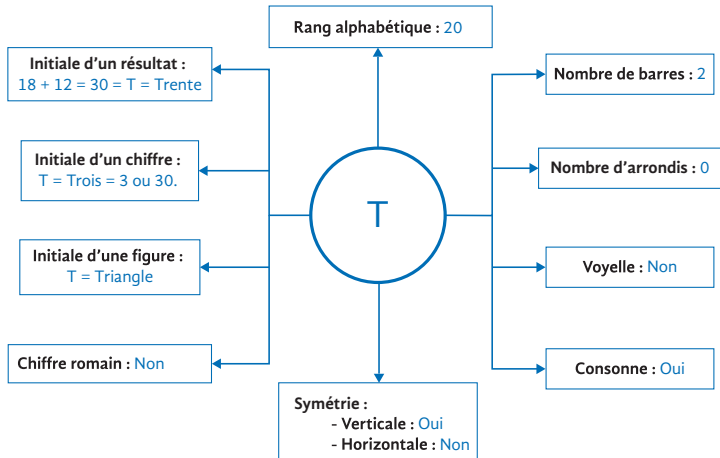 Rang alphabétique : 20
Initiale d'un résultat :
18 + 12 = 30 = T = Trente
Initiale d'un chiffre :
T = Trois = 3 ou 30.
Initiale d'une figure :
T = Triangle
Chiffre romain : Non
T
Nombre de barres : 2
Nombre d'arrondis : 0
Voyelle : Non
Consonne : Oui
Symétrie :
- Verticale : Oui
- Horizontale : Non